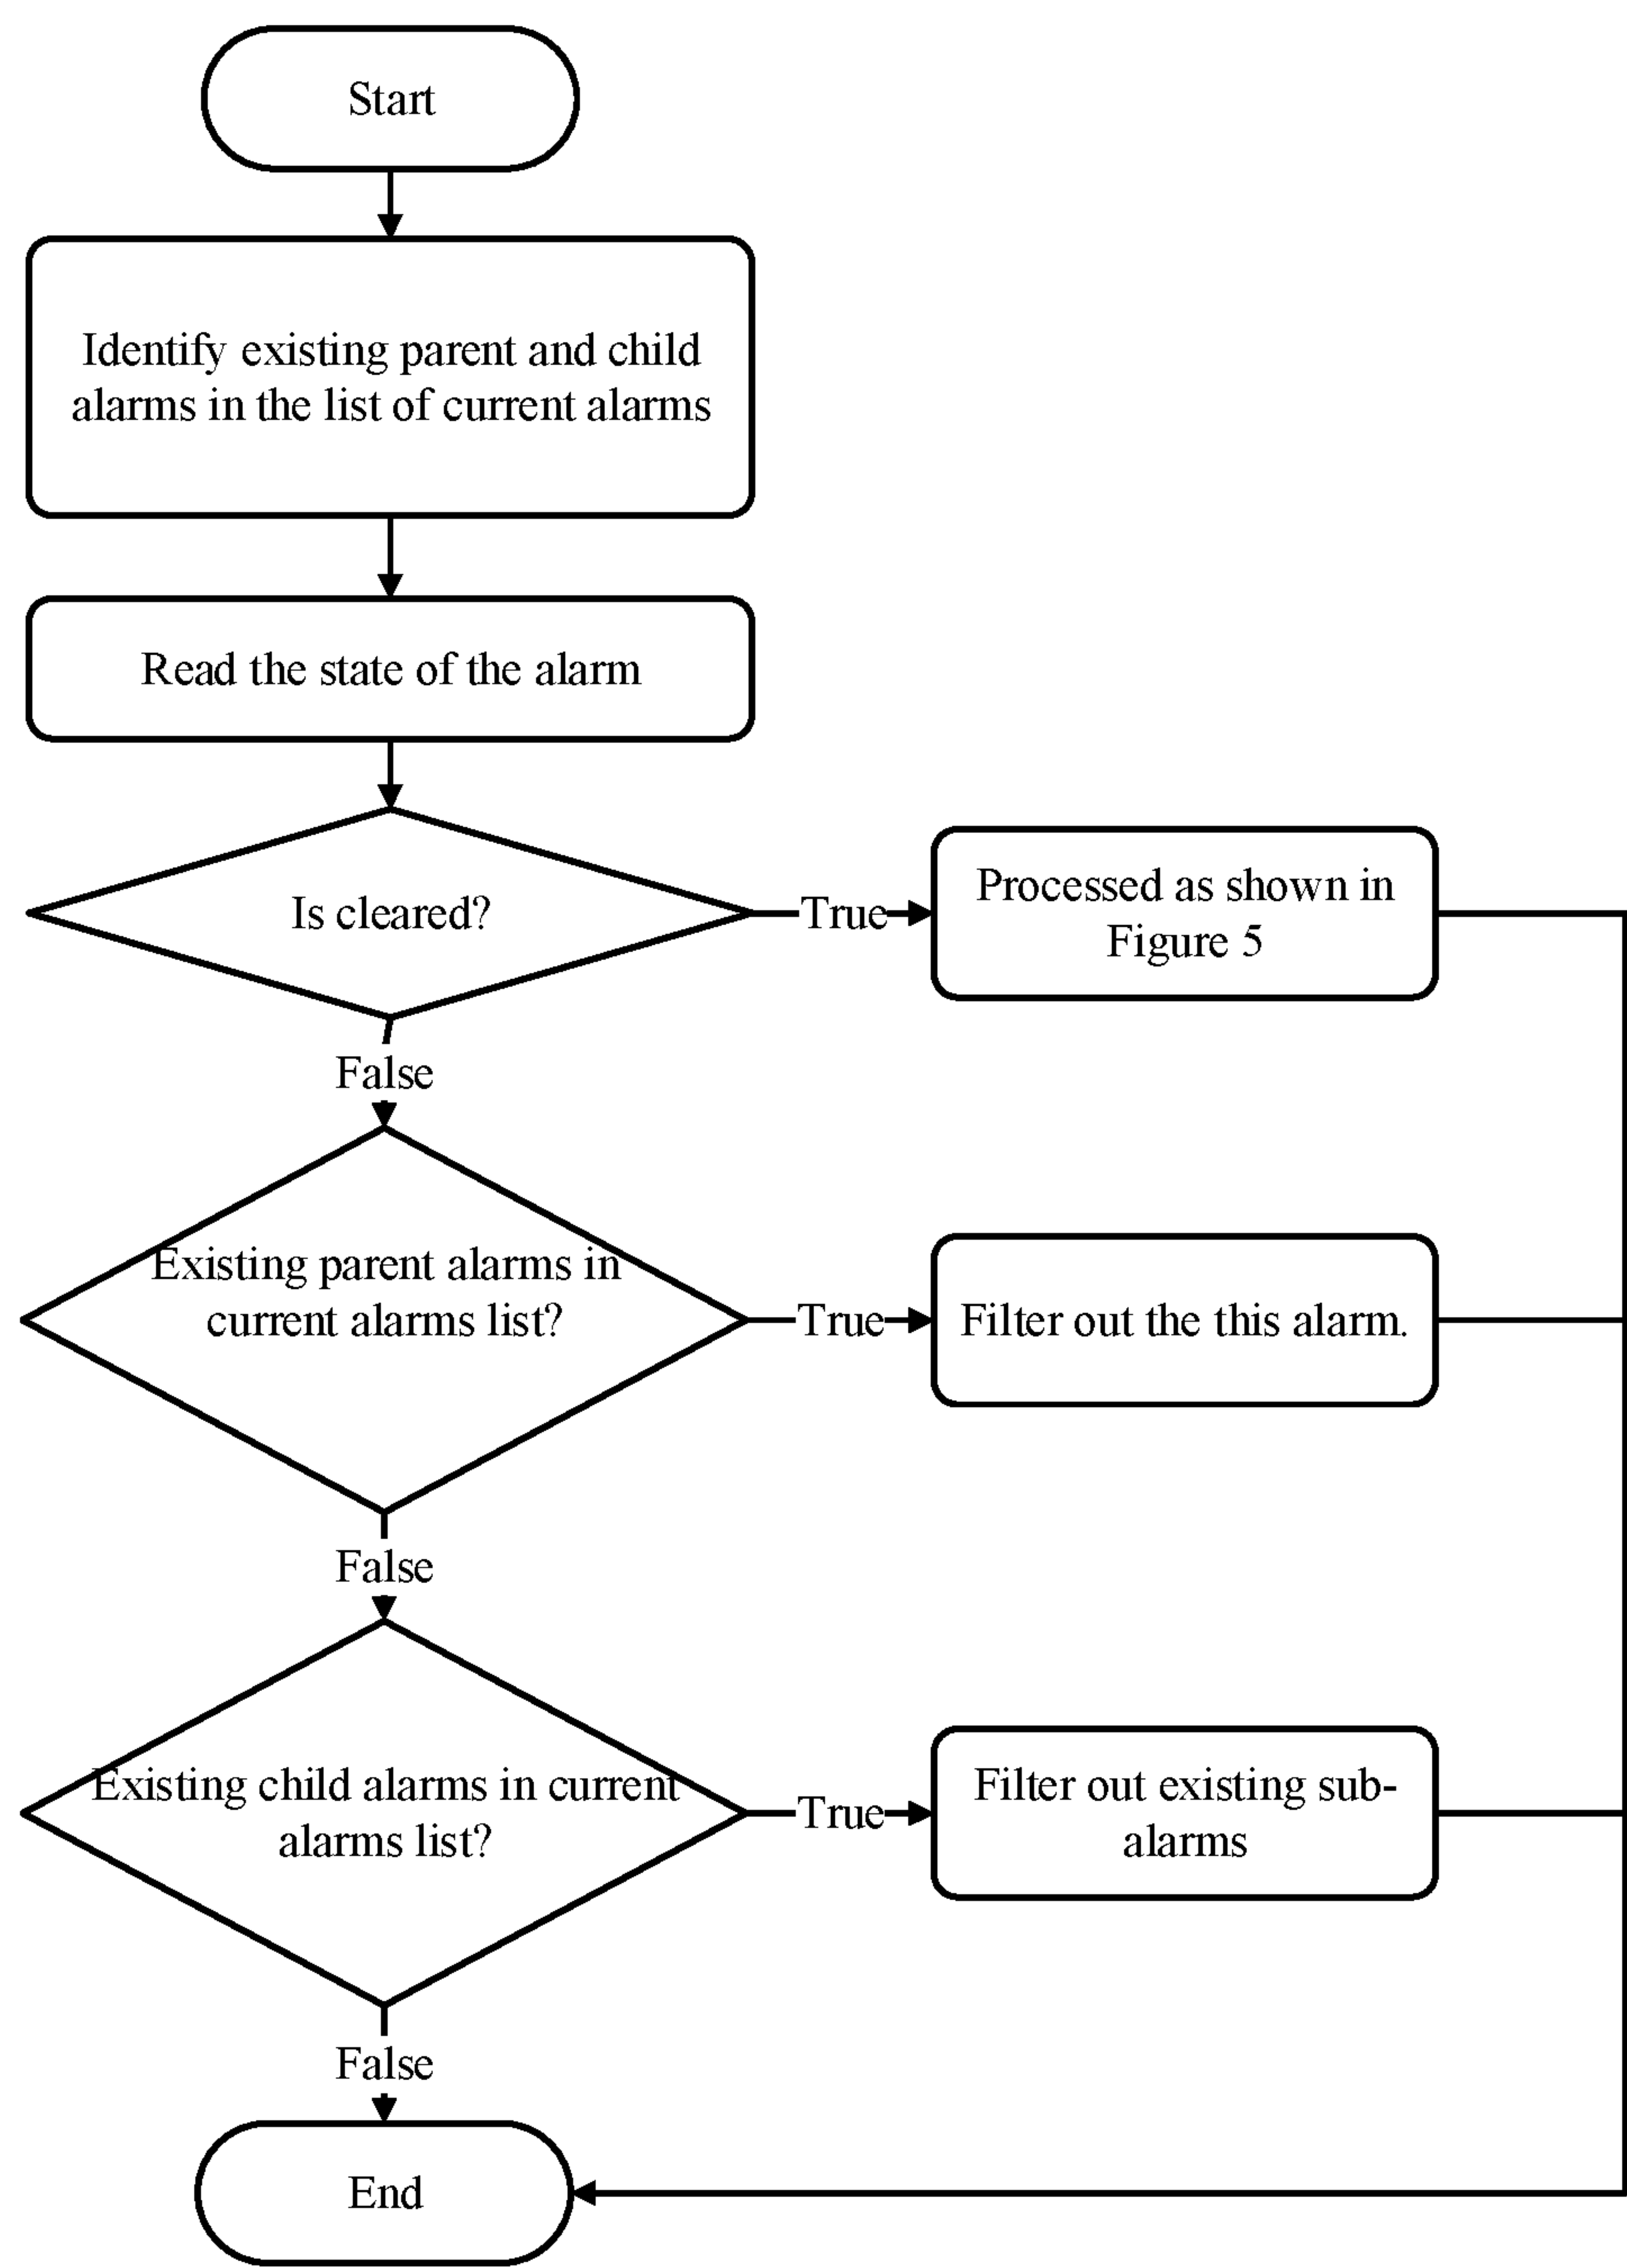 Start
Identify existing parent and child
alarms in the list of current alarms
Read the state of the alarm
Is cleared?
True
Processed as shown in
Figure 5
False
Existing parent alarms in
current alarms list?
True
Filter out the this alarm.
False
Existing child alarms in current
alarms list?
True
Filter out existing sub-
alarms
False
End